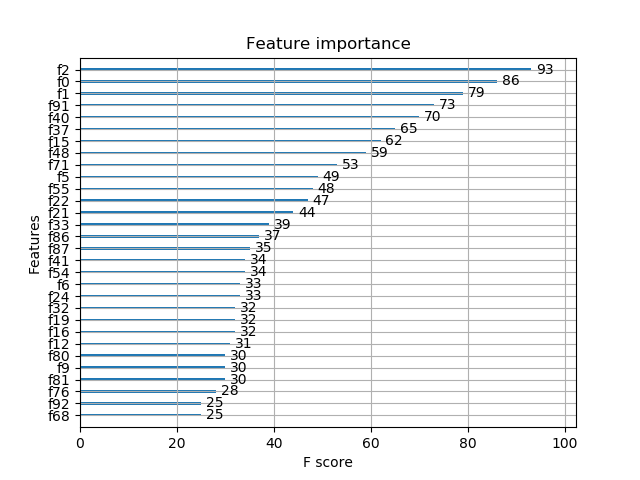 Feature importance
f2 93
f0 86
f1 79
f91 73
f40 70
f37 65
f15 62
f48 59
f71 53
f5 49
f55 48
f22 47
f21 44
f33 39
f86 37
f87 35
f41 34
f54 34
f6 33
f24 33
f32 32
f19 32
f16 32
f12 31
f80 30
f9 30
f81 30
f76 28
f92 25
f68 25
Features
0 20 40 60 80 100
F score